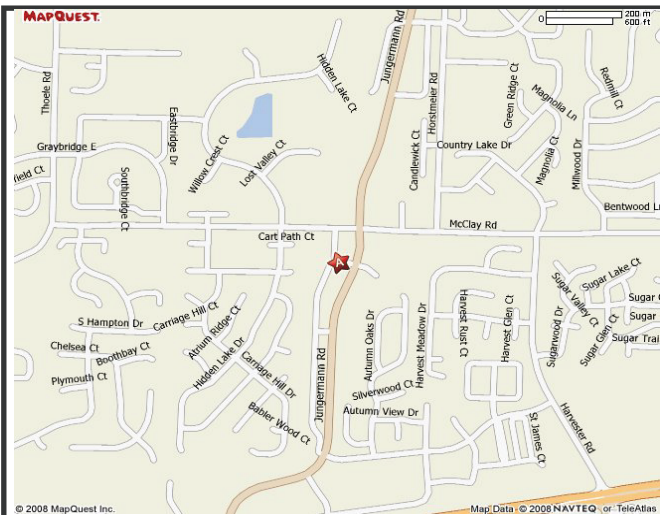 MAPQUEST.
0 200 m
600 ft
Thoele Rd
Hidden Lake Ct
Jungermann Rd
Horstmeier Rd
Green Ridge Ct
Magnolia Ln
Redmill Ct
Eastbridge Dr
Graybridge E
Willow Crest Ct
Lost Valley Ct
Candlewick Ct
Country Lake Dr
Magnolia Ct
Millwood Dr
field Ct
Southbridge Ct
Bentwood Ln
McClay Rd
Cart Path Ct
A
Sugar Lake Ct
Sugar Valley Ct
Sugar
Sugar
Sugar Trai
Sugar Glen Ct
Sugarwood Dr
Harvest Glen Ct
Harvest Rust Ct
Harvest Meadow Dr
Autumn Oaks Dr
S Hampton Dr
Carriage Hill Ct
Atrium Ridge Ct
Chelsea Ct
Boothbay Ct
Plymouth Ct
Hidden Lake Dr
Carriage Hill Dr
Jungermann Rd
Silverwood Ct
Autumn View Dr
Babler Wood Ct
St James Ct
Harvester Rd
© 2008 MapQuest Inc.
Map Data © 2008 NAVTEQ or TeleAtlas